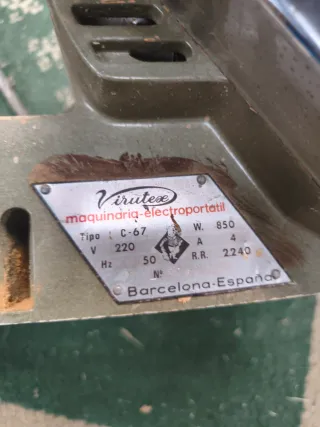 Virutex
maquinaria-electroportatil
Tipo : C-67 W. 850
V 220 A 4
Hz 50 R.R. 2240
Nº
Barcelona-España